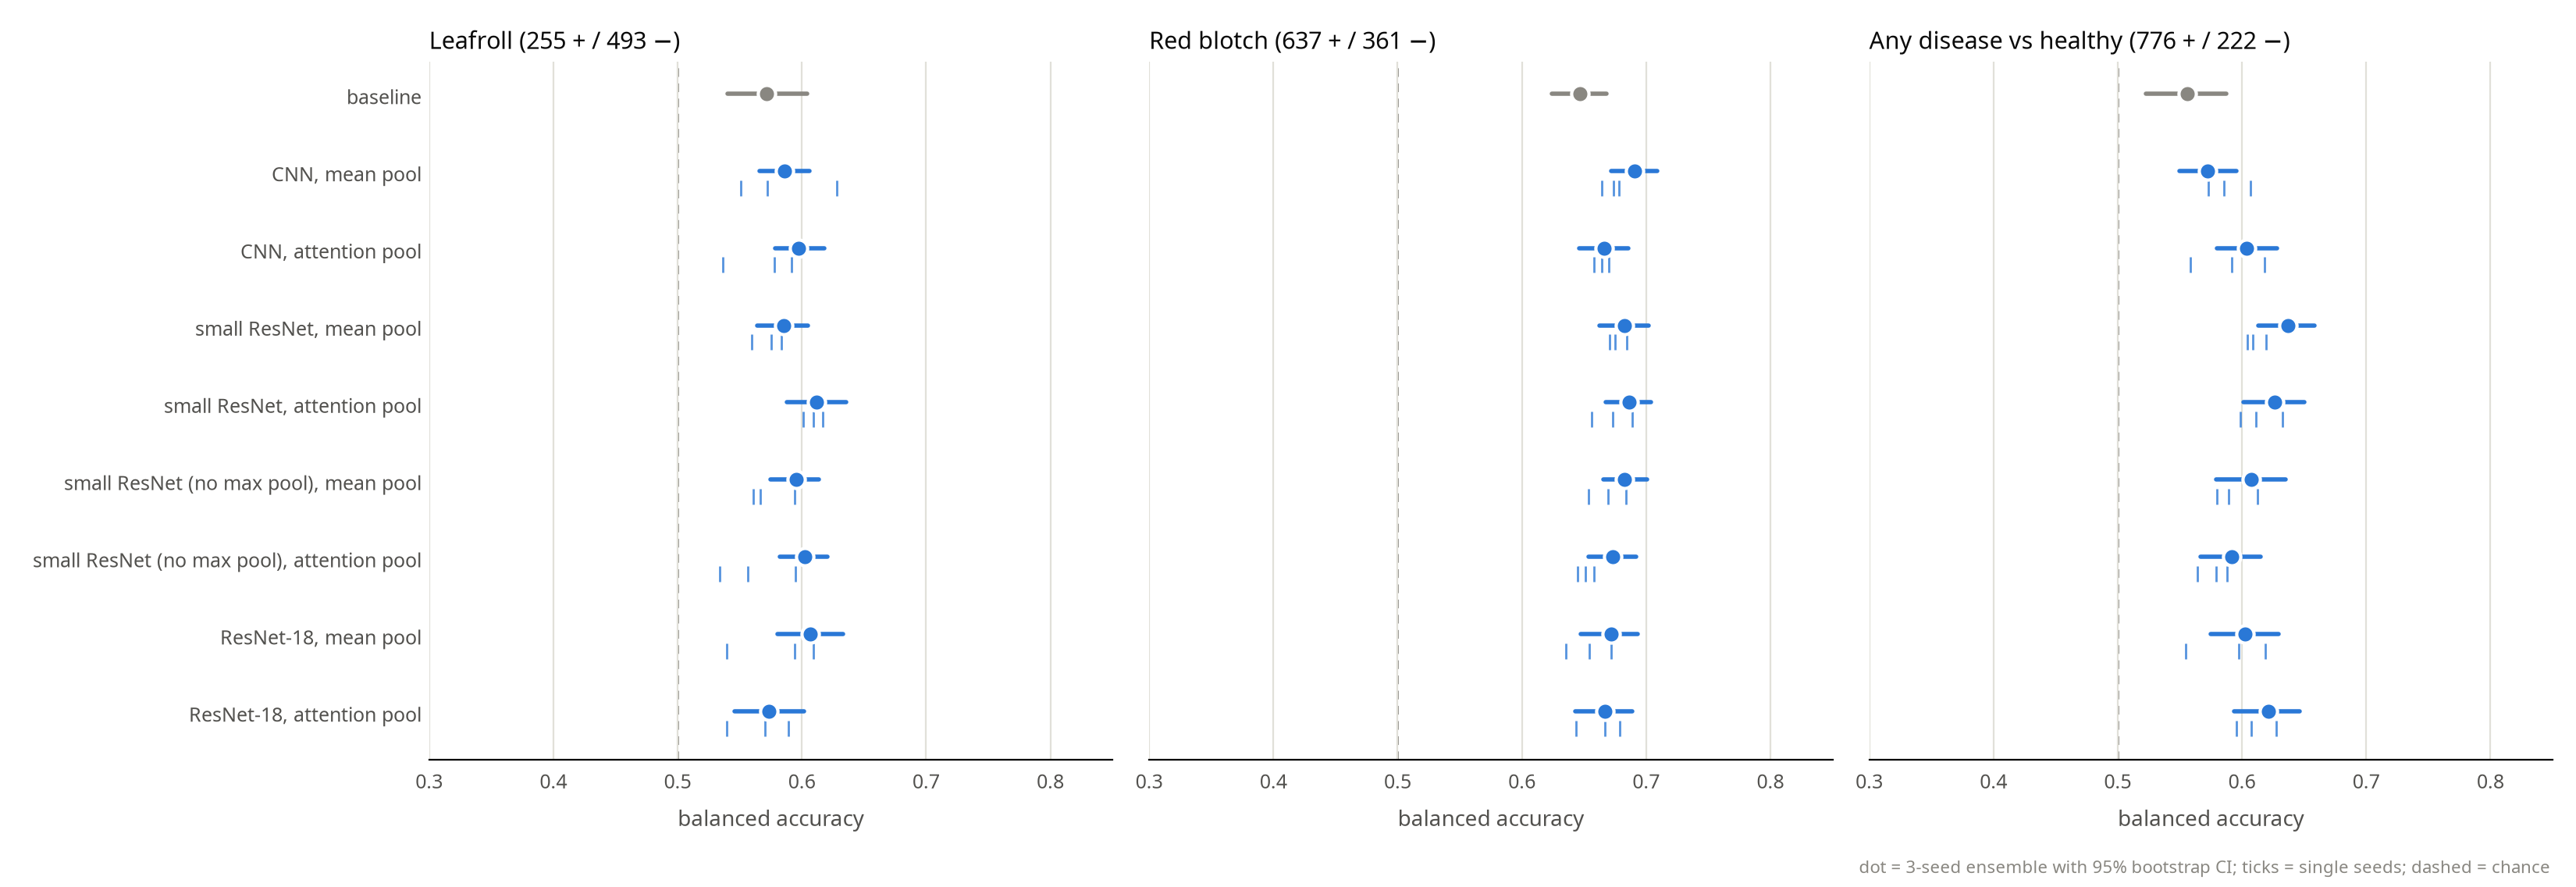 Leafroll (255 + / 493 −)
Red blotch (637 + / 361 −)
Any disease vs healthy (776 + / 222 −)
baseline
CNN, mean pool
CNN, attention pool
small ResNet, mean pool
small ResNet, attention pool
small ResNet (no max pool), mean pool
small ResNet (no max pool), attention pool
ResNet-18, mean pool
ResNet-18, attention pool
0.3 0.4 0.5 0.6 0.7 0.8
0.3 0.4 0.5 0.6 0.7 0.8
0.3 0.4 0.5 0.6 0.7 0.8
balanced accuracy
balanced accuracy
balanced accuracy
dot = 3-seed ensemble with 95% bootstrap CI; ticks = single seeds; dashed = chance